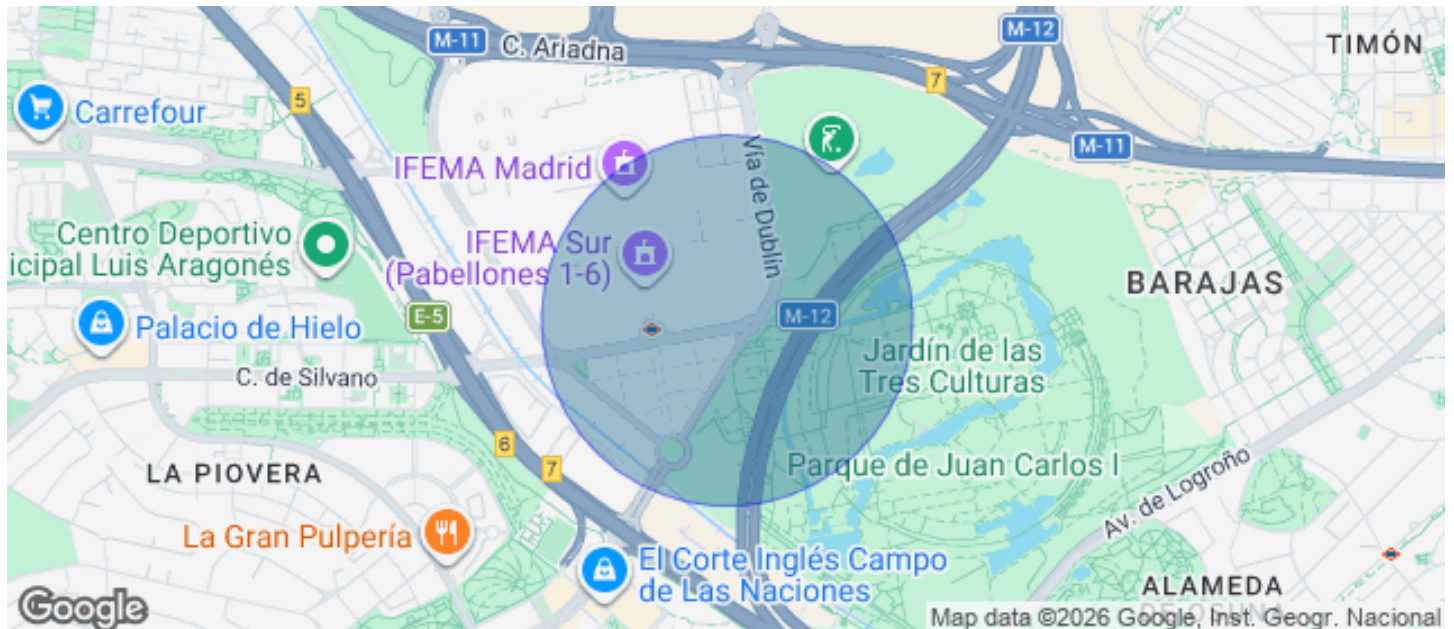 M-11
C. Ariadna
M-12
TIMÓN
7
5
Carrefour
M-11
IFEMA Madrid
Vía de Dublín
Centro Deportivo
icipal Luis Aragonés
IFEMA Sur
(Pabellones 1-6)
BARAJAS
E-5
M-12
Palacio de Hielo
Jardín de las
Tres Culturas
C. de Silvano
6
7
LA PIOVERA
Parque de Juan Carlos I
Av. de Logroño
La Gran Pulpería
El Corte Inglés Campo
de Las Naciones
ALAMEDA
DE OSUNA
Google
Map data ©2026 Google, Inst. Geogr. Nacional